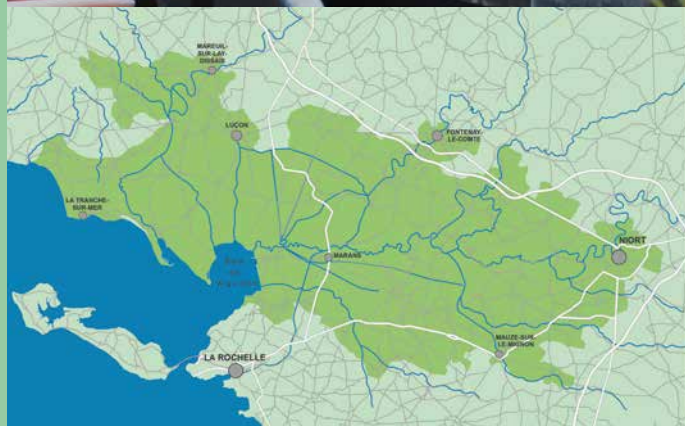 MAREUIL-
SUR-LAY-
DISSAIS
LUÇON
FONTENAY-
LE-COMTE
LA TRANCHE-
SUR-MER
NIORT
MARANS
MAUZE-SUR-
LE-MIGNON
LA ROCHELLE